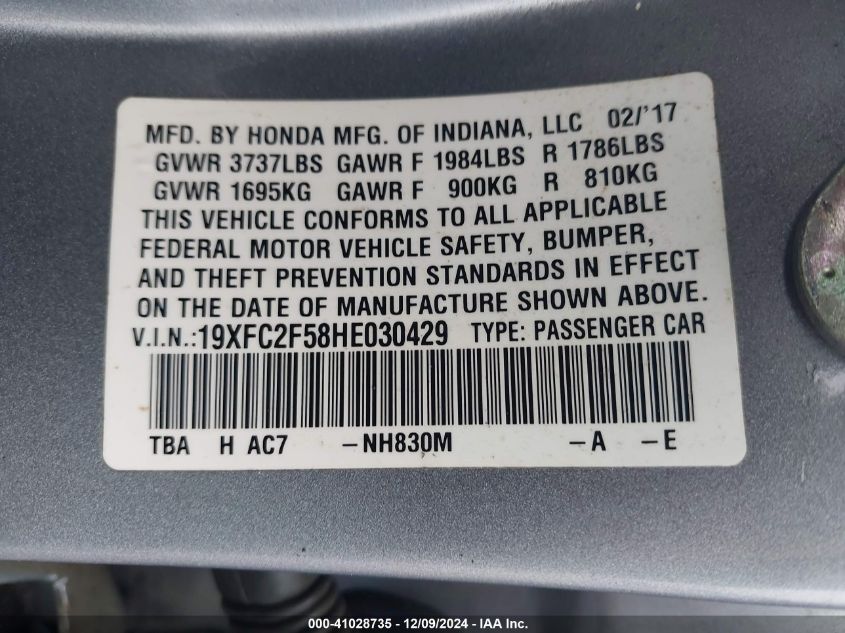 MFD. BY HONDA MFG. OF INDIANA, LLC 02/'17
GVWR 3737LBS GAWR F 1984LBS R 1786LBS
GVWR 1695KG GAWR F 900KG R 810KG
THIS VEHICLE CONFORMS TO ALL APPLICABLE
FEDERAL MOTOR VEHICLE SAFETY, BUMPER,
AND THEFT PREVENTION STANDARDS IN EFFECT
ON THE DATE OF MANUFACTURE SHOWN ABOVE.
V.I.N.:19XFC2F58HE030429 TYPE: PASSENGER CAR
TBA H AC7 –NH830M –A –E
000-41028735 - 12/09/2024 - IAA Inc.